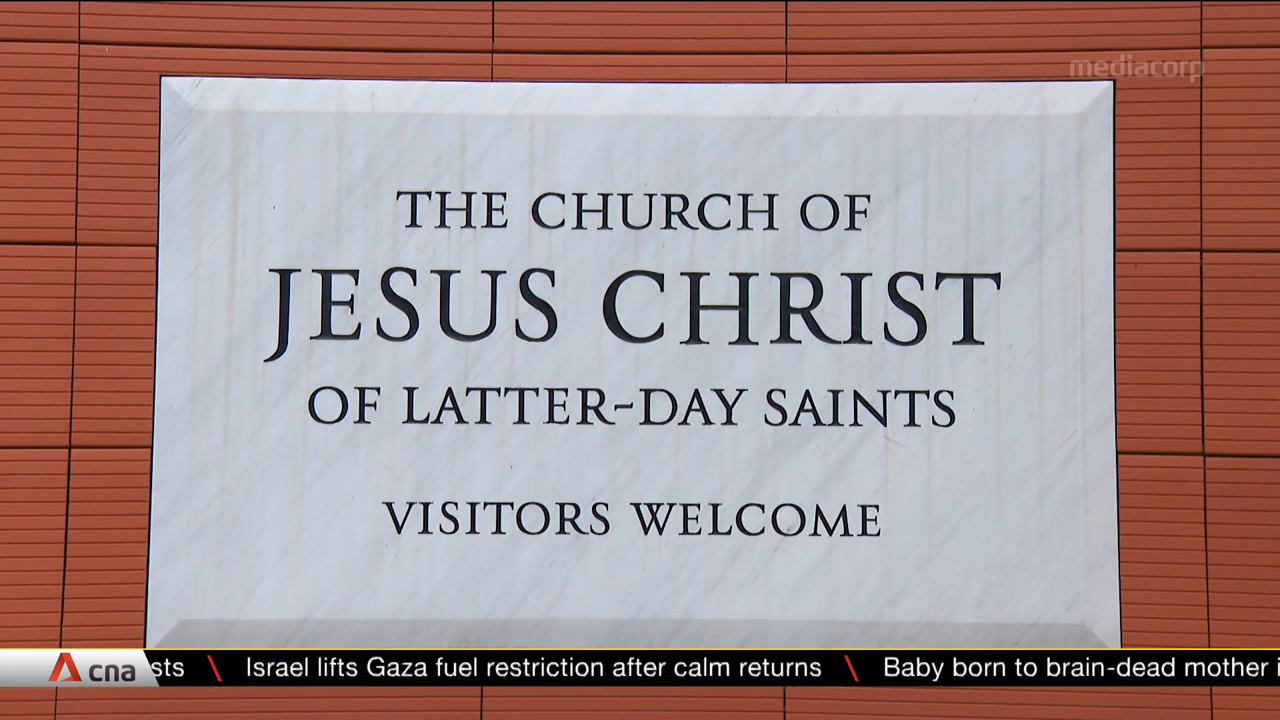 mediacorp
THE CHURCH OF
JESUS CHRIST
OF LATTER-DAY SAINTS
VISITORS WELCOME
cna sts \ Israel lifts Gaza fuel restriction after calm returns \ Baby born to brain-dead mother i